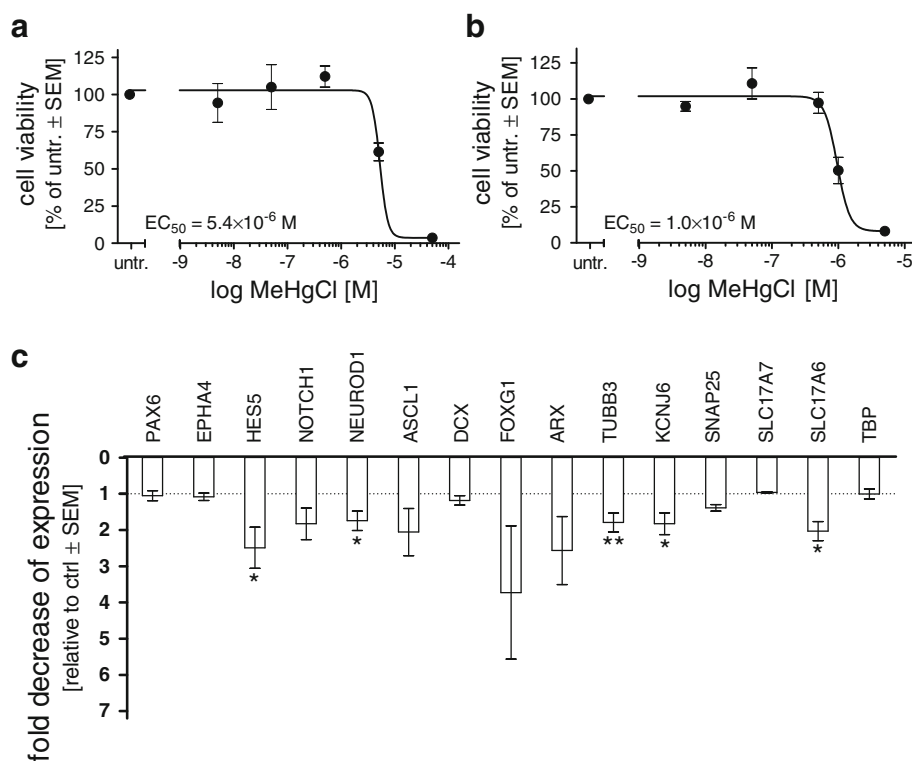 a
125
100
75
50
25
0
cell viability
[% of untr. ± SEM]
EC50 = 5.4×10-6 M
untr.
-9 -8 -7 -6 -5 -4
log MeHgCl [M]
b
125
100
75
50
25
0
cell viability
[% of untr. ± SEM]
EC50 = 1.0×10-6 M
untr.
-9 -8 -7 -6 -5
log MeHgCl [M]
c
PAX6
EPHA4
HES5
NOTCH1
NEUROD1
ASCL1
DCX
FOXG1
ARX
TUBB3
KCNJ6
SNAP25
SLC17A7
SLC17A6
TBP
0
1
2
3
4
5
6
7
fold decrease of expression
[relative to ctrl ± SEM]
*
*
**
*
*